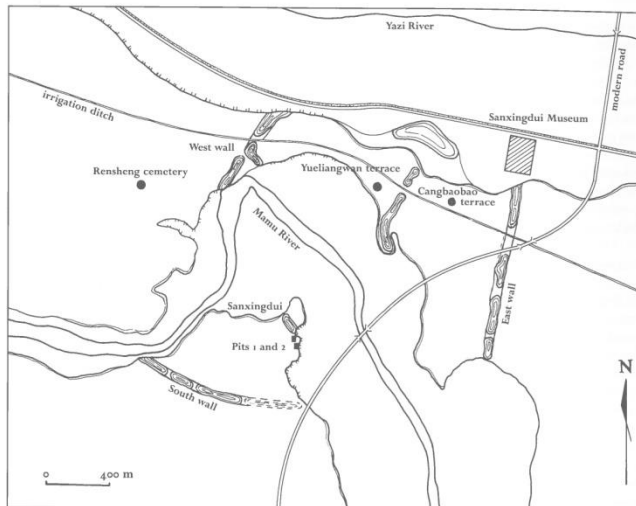 Yazi River
modern road
irrigation ditch
Sanxingdui Museum
West wall
Rensheng cemetery
Yueliangwan terrace
Cangbaobao
terrace
Mamu River
East wall
Sanxingdui
Pits 1 and 2
South wall
N
0 400 m